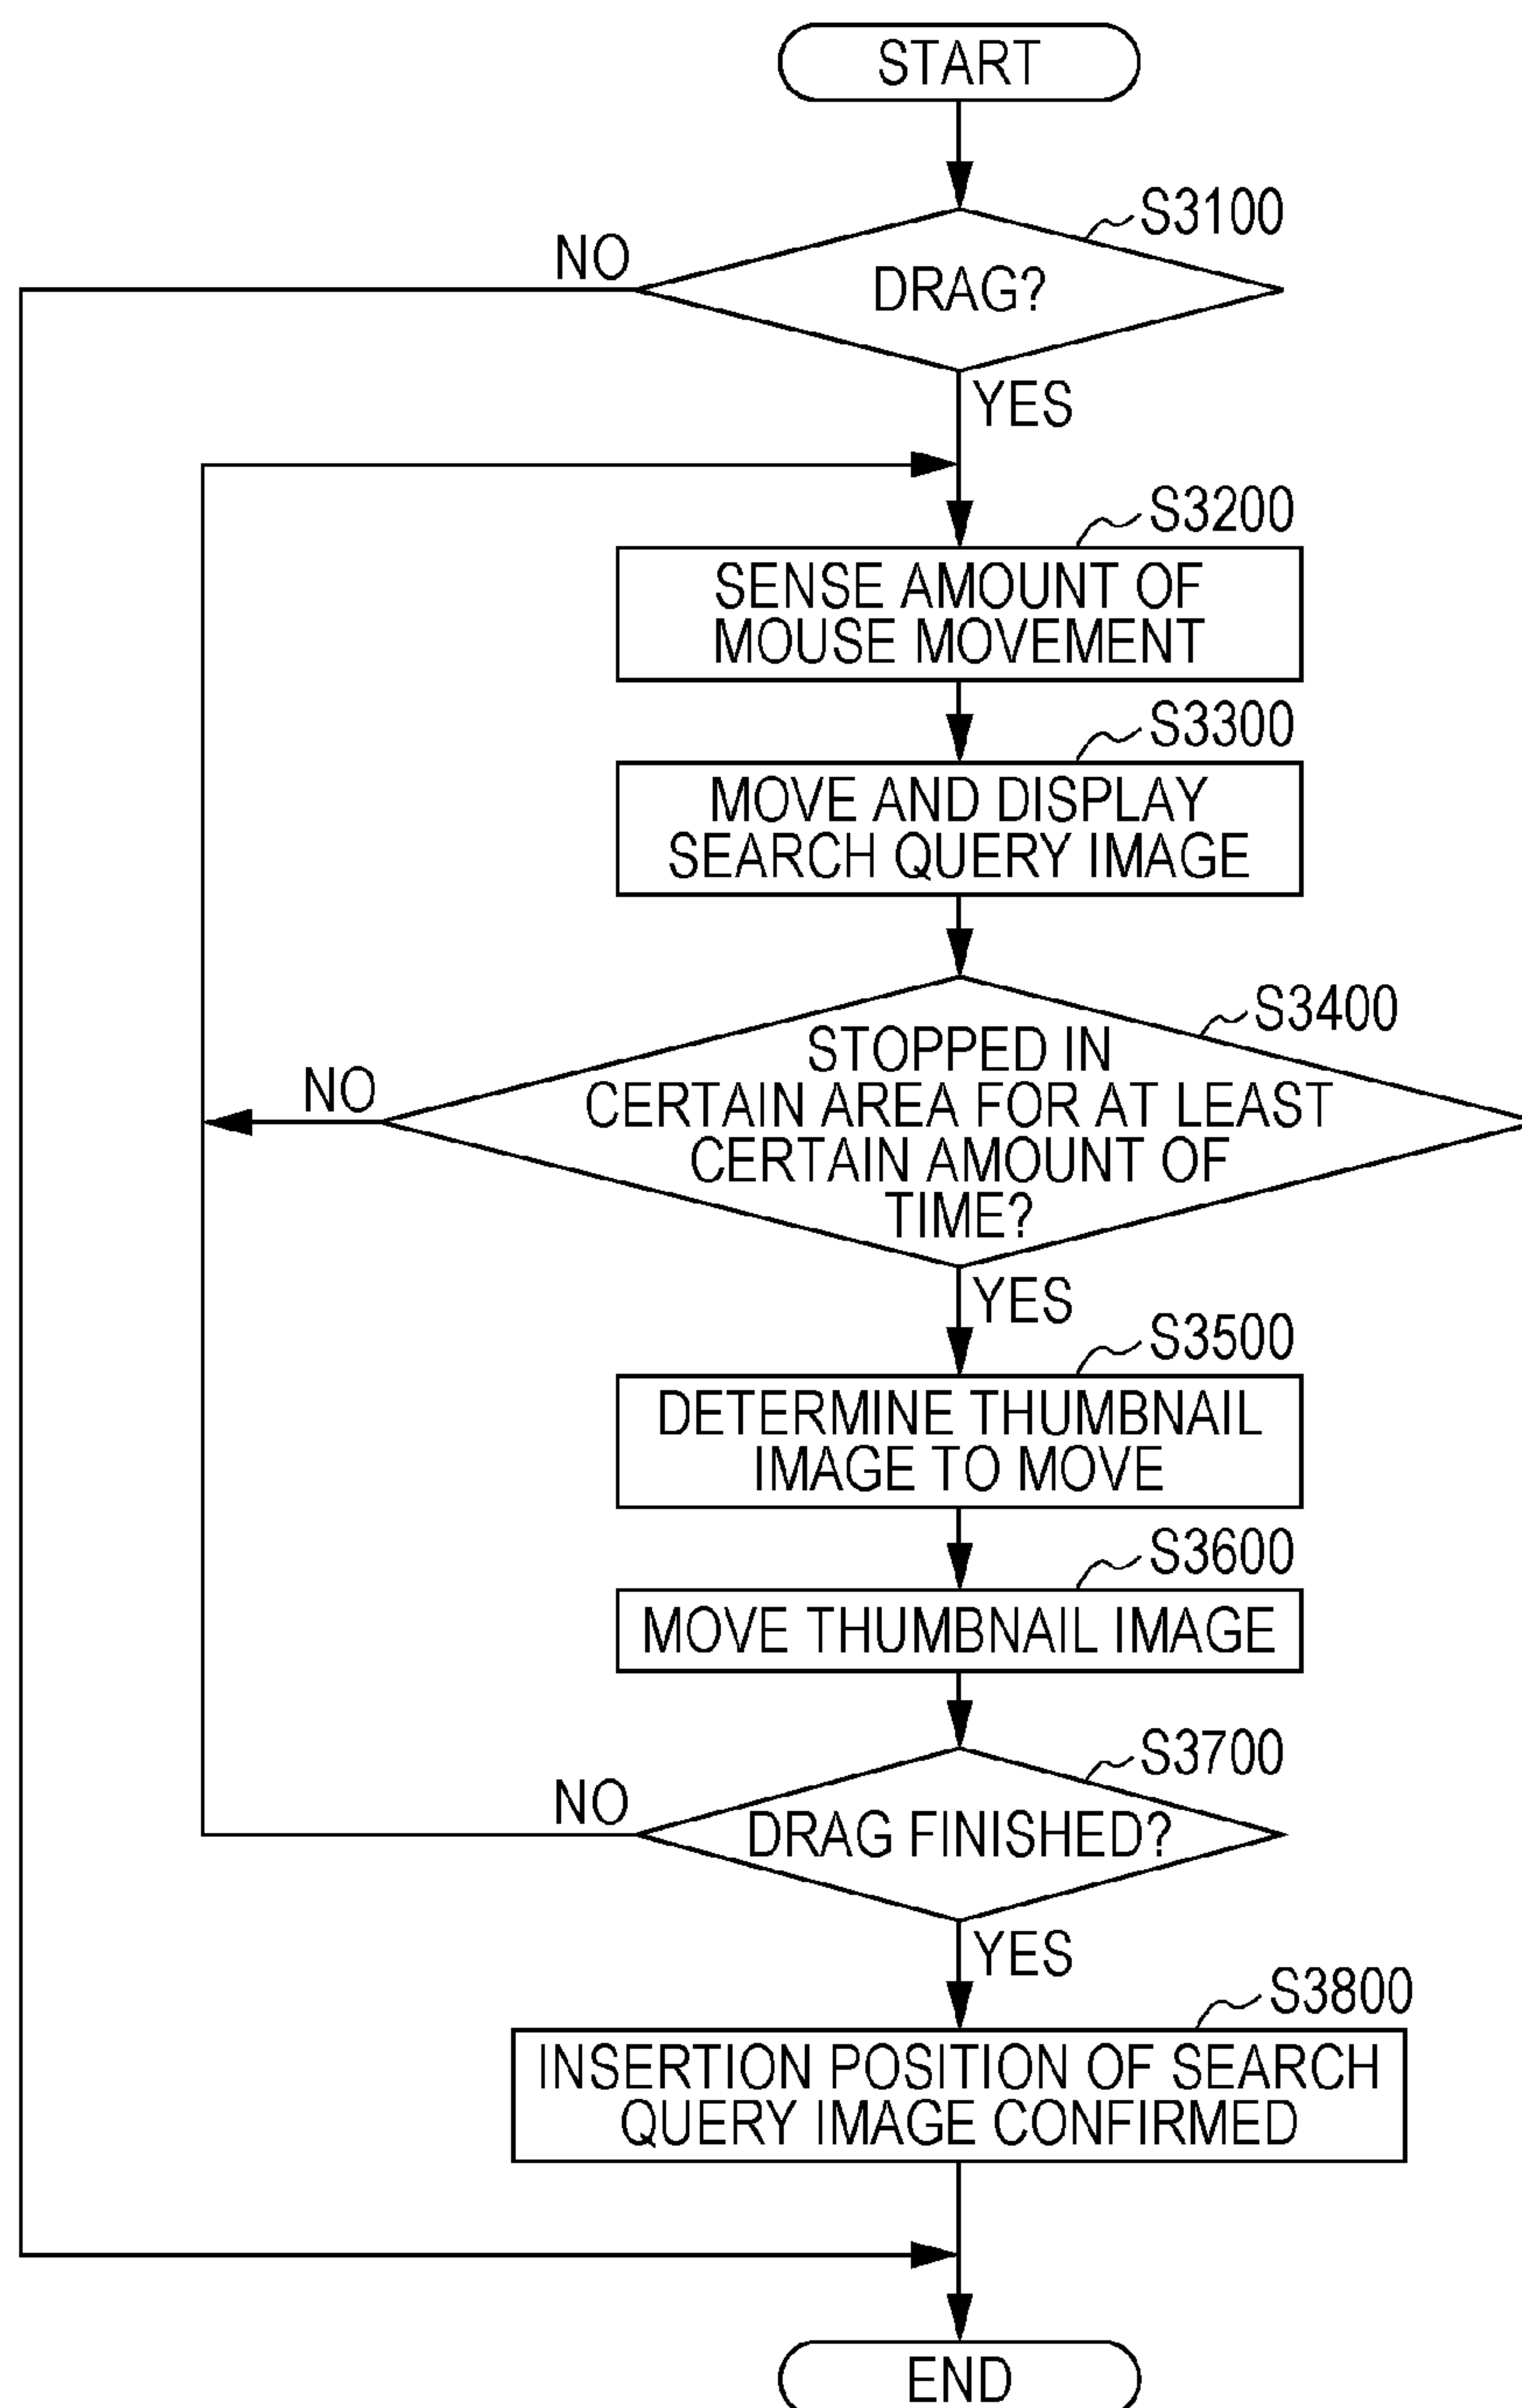 START
S3100
NO
DRAG?
YES
S3200
SENSE AMOUNT OF
MOUSE MOVEMENT
S3300
MOVE AND DISPLAY
SEARCH QUERY IMAGE
S3400
STOPPED IN
NO
CERTAIN AREA FOR AT LEAST
CERTAIN AMOUNT OF
TIME?
YES
S3500
DETERMINE THUMBNAIL
IMAGE TO MOVE
S3600
MOVE THUMBNAIL IMAGE
S3700
NO
DRAG FINISHED?
YES
S3800
INSERTION POSITION OF SEARCH
QUERY IMAGE CONFIRMED
END